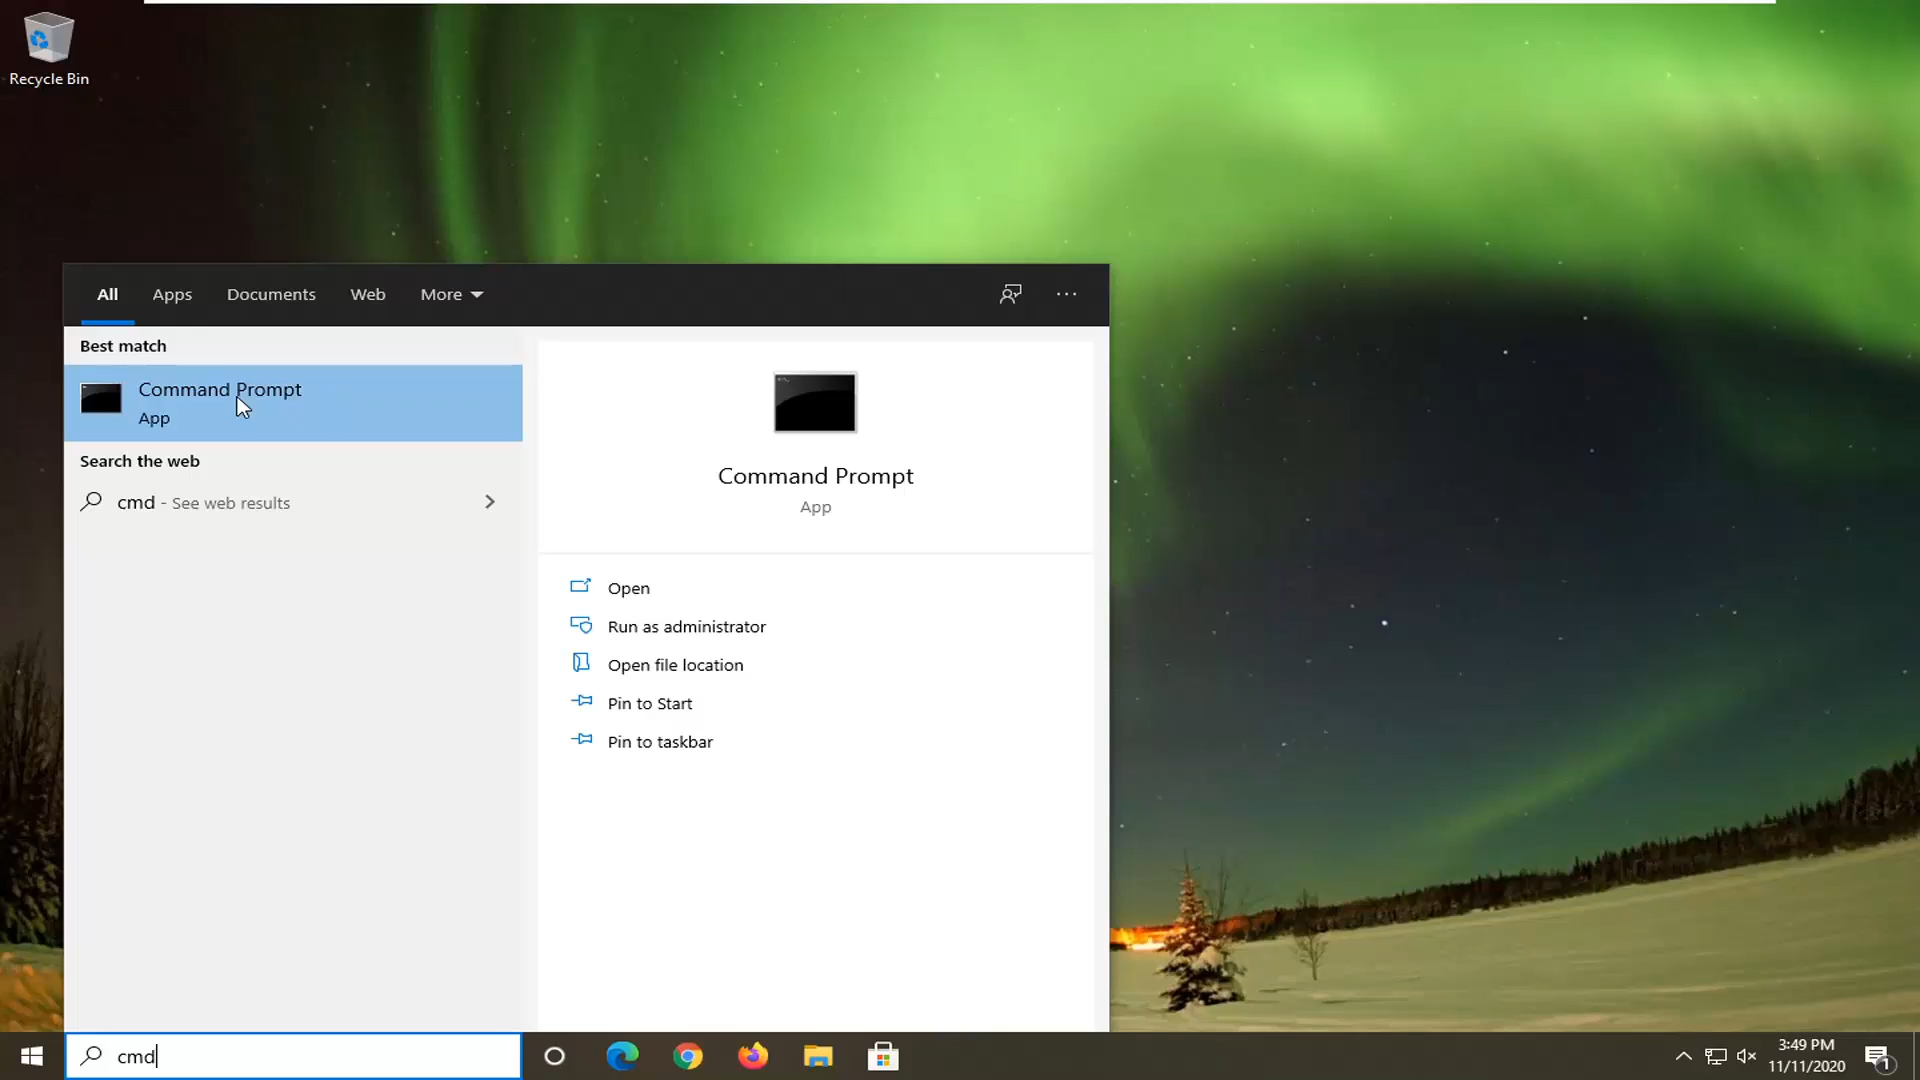 Recycle Bin
All Apps Documents Web More
Best match
Command Prompt
App
Search the web
cmd - See web results
Command Prompt
App
Open
Run as administrator
Open file location
Pin to Start
Pin to taskbar
cmd
3:49 PM
11/11/2020
1